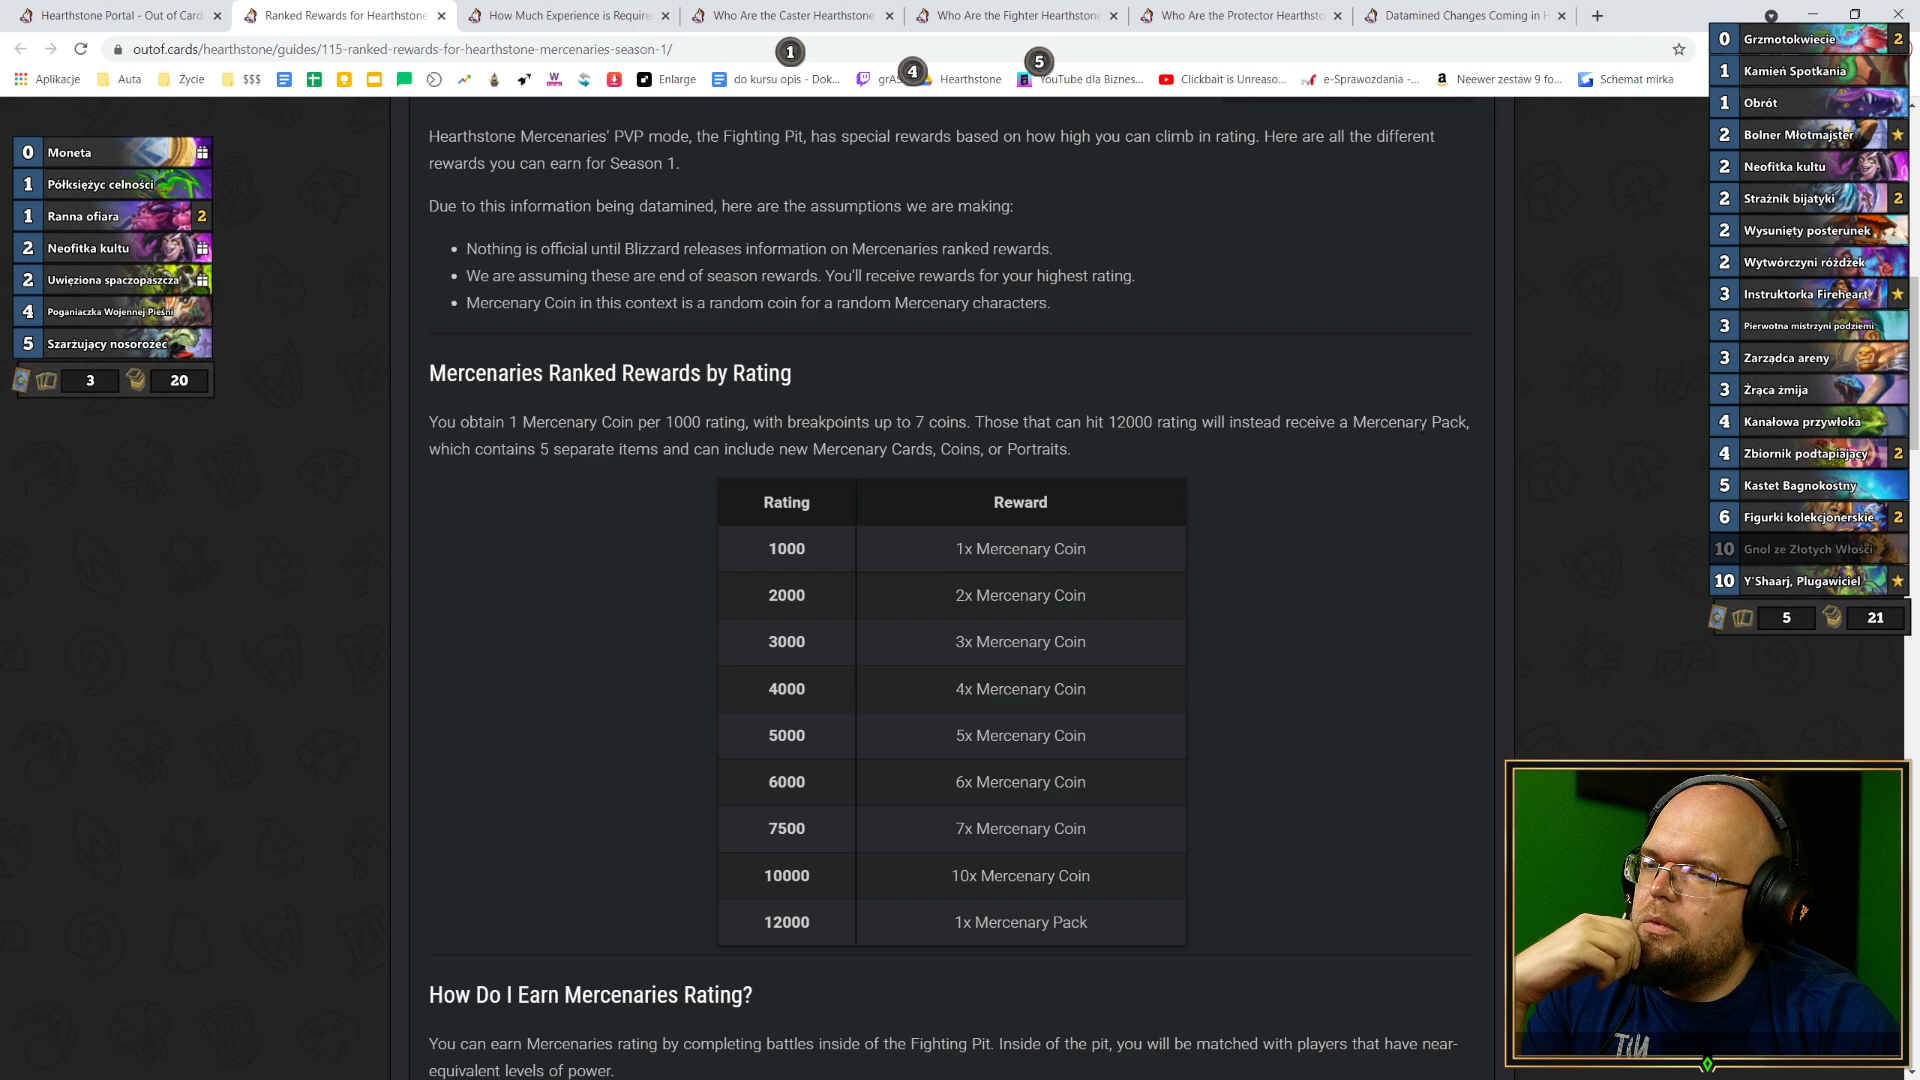 Hearthstone Portal - Out of Cards
Ranked Rewards for Hearthstone
How Much Experience is Require
Who Are the Caster Hearthstone
Who Are the Fighter Hearthstone
Who Are the Protector Hearthsto
Datamined Changes Coming in H
outof.cards/hearthstone/guides/115-ranked-rewards-for-hearthstone-mercenaries-season-1/
1
4
5
Aplikacje
Auta
Życie
$$$
Enlarge
do kursu opis - Dok...
Hearthstone
YouTube dla Biznes...
Clickbait is Unreaso...
e-Sprawozdania -...
Neewer zestaw 9 fo...
Schemat mirka
0 Moneta
1 Półksiężyc celności
1 Ranna ofiara 2
2 Neofitka kultu
2 Uwięziona spaczopaszcza
4 Poganiaczka Wojennej Pieśni
5 Szarżujący nosorożec
3 20
Hearthstone Mercenaries' PVP mode, the Fighting Pit, has special rewards based on how high you can climb in rating. Here are all the different
rewards you can earn for Season 1.
Due to this information being datamined, here are the assumptions we are making:
• Nothing is official until Blizzard releases information on Mercenaries ranked rewards.
• We are assuming these are end of season rewards. You'll receive rewards for your highest rating.
• Mercenary Coin in this context is a random coin for a random Mercenary characters.
Mercenaries Ranked Rewards by Rating
You obtain 1 Mercenary Coin per 1000 rating, with breakpoints up to 7 coins. Those that can hit 12000 rating will instead receive a Mercenary Pack,
which contains 5 separate items and can include new Mercenary Cards, Coins, or Portraits.
Rating Reward
1000 1x Mercenary Coin
2000 2x Mercenary Coin
3000 3x Mercenary Coin
4000 4x Mercenary Coin
5000 5x Mercenary Coin
6000 6x Mercenary Coin
7500 7x Mercenary Coin
10000 10x Mercenary Coin
12000 1x Mercenary Pack
How Do I Earn Mercenaries Rating?
You can earn Mercenaries rating by completing battles inside of the Fighting Pit. Inside of the pit, you will be matched with players that have near-
equivalent levels of power.
0 Grzmotokwiecie 2
1 Kamień Spotkania
1 Obrót
2 Bolner Młotmajster
2 Neofitka kultu
2 Strażnik bijatyki 2
2 Wysunięty posterunek
2 Wytwórczyni różdżek
3 Instruktorka Fireheart
3 Pierwotna mistrzyni podziemi
3 Zarządca areny
3 Żrąca żmija
4 Kanałowa przywłoka
4 Zbiornik podtapiający 2
5 Kastet Bagnokostny
6 Figurki kolekcjonerskie 2
10 Gnol ze Złotych Włości
10 Y'Shaarj, Plugawiciel
5 21